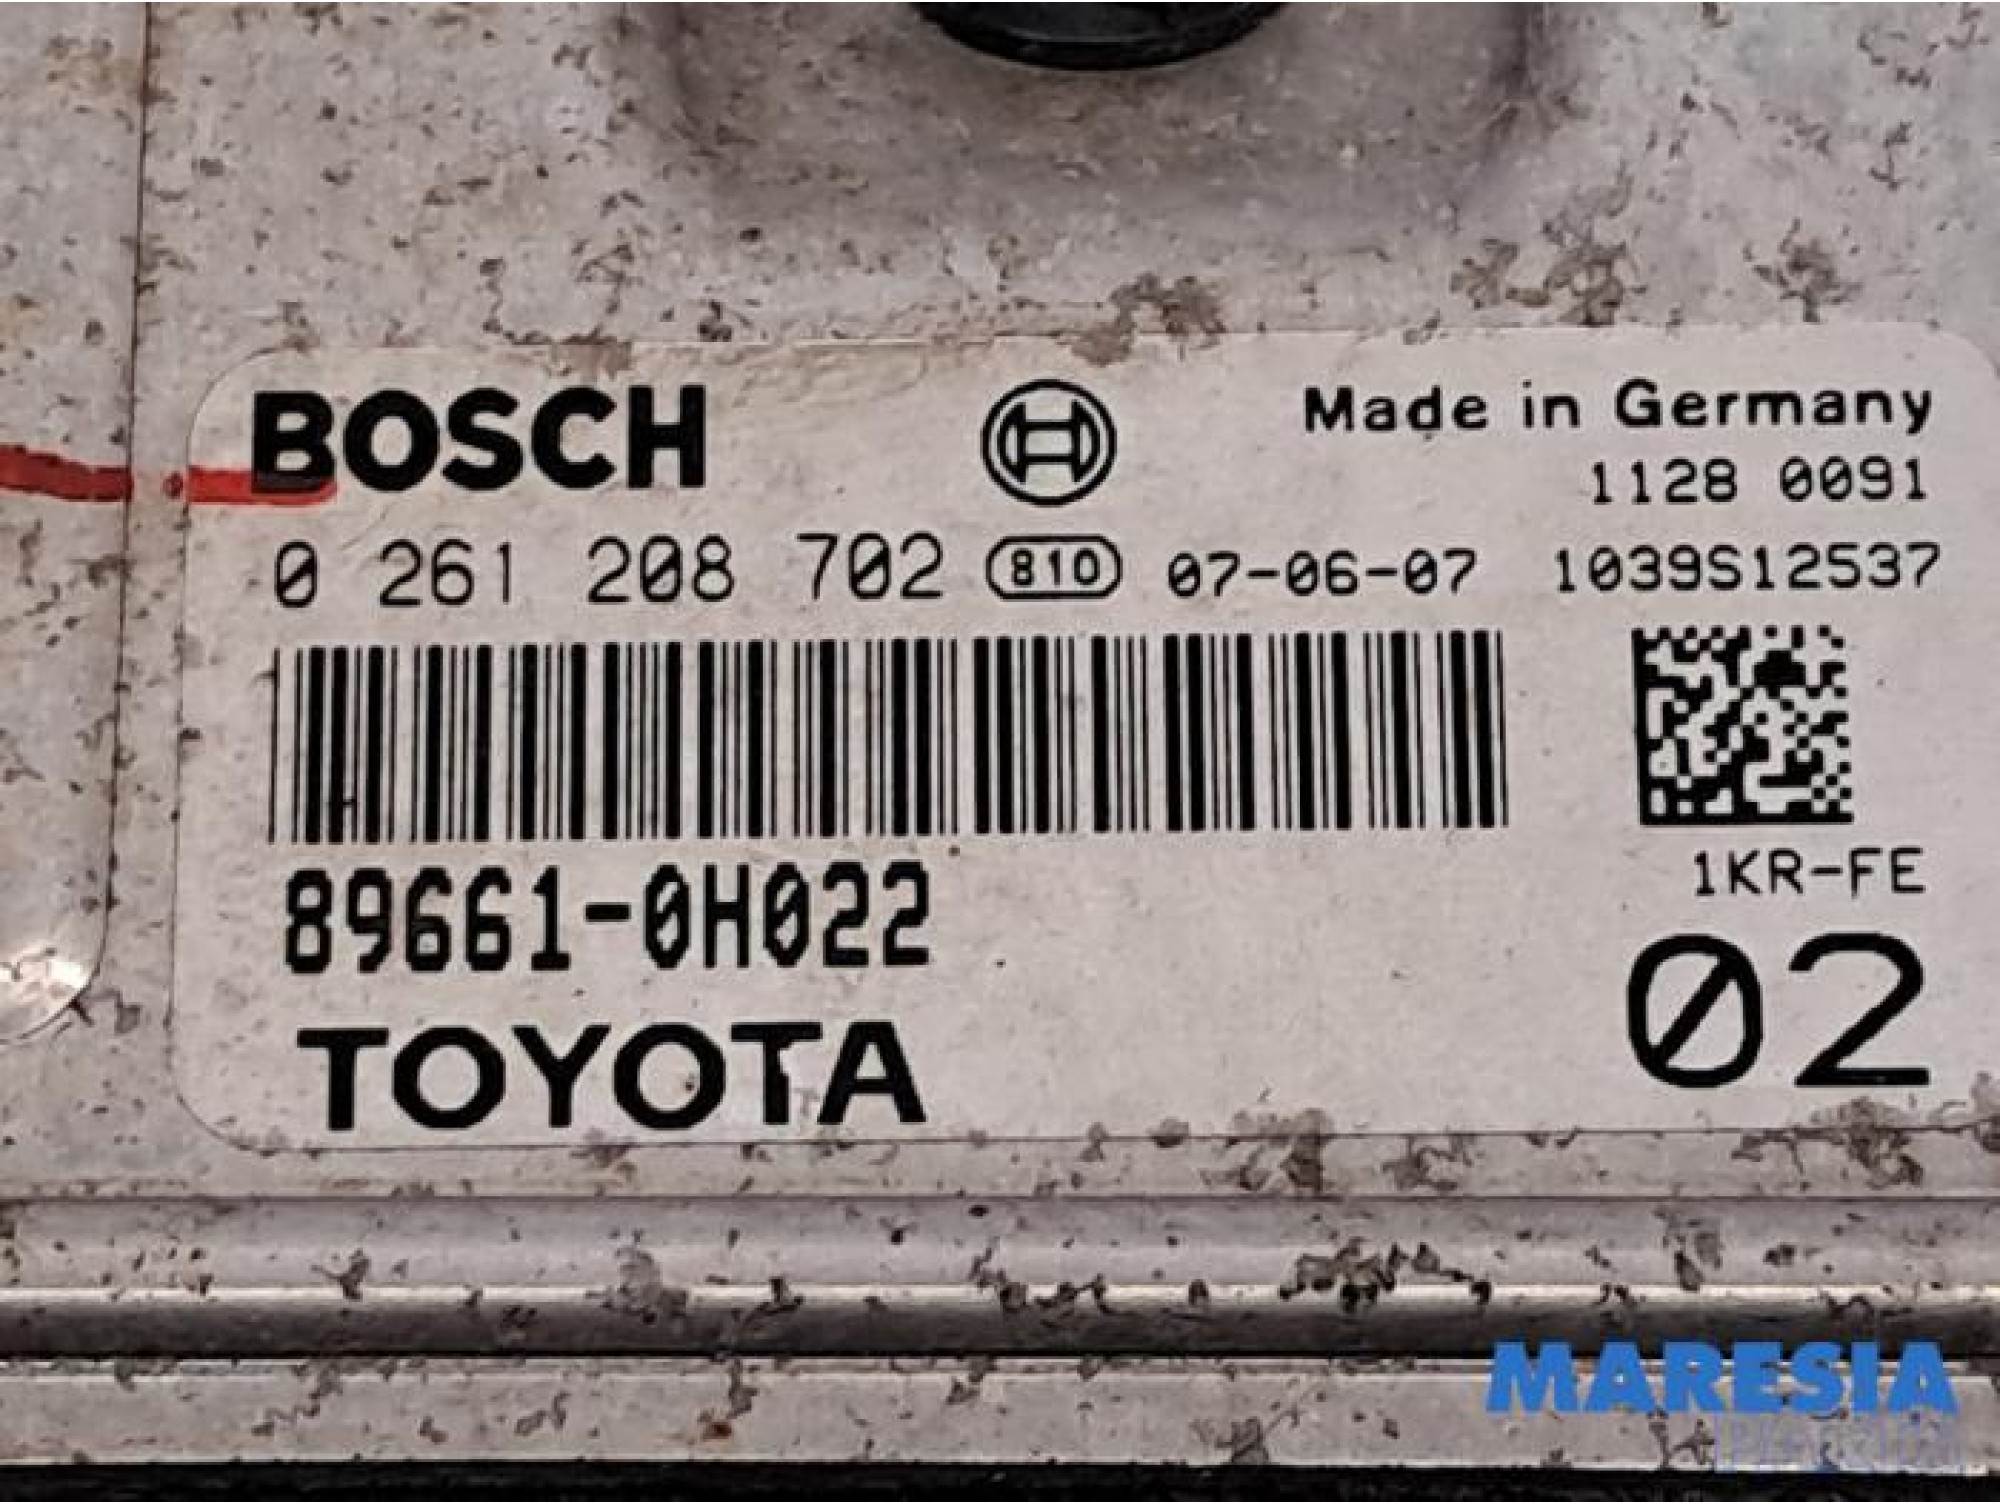 BOSCH
Made in Germany
1128 0091
0 261 208 702 810 07-06-07 1039S12537
89661-0H022
1KR-FE
02
TOYOTA
MARESIA